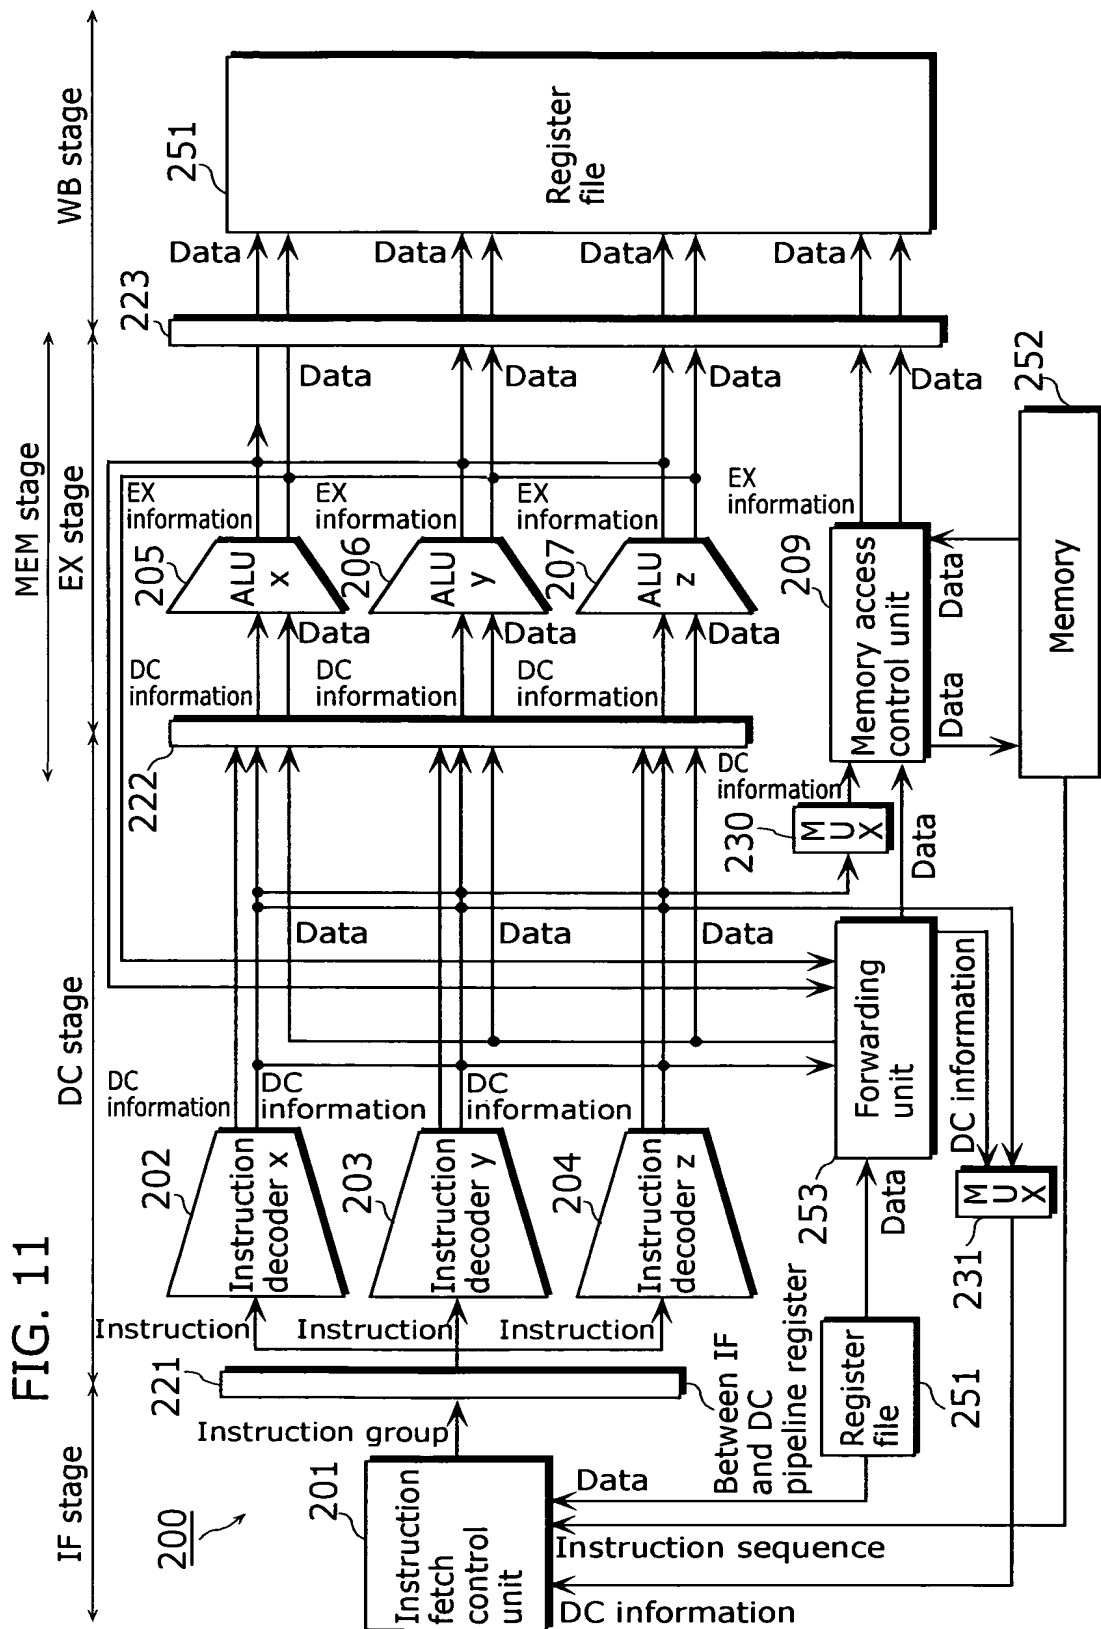 FIG. 11
IF stage
DC stage
MEM stage
EX stage
WB stage
200
201
Instruction
fetch
control
unit
Instruction group
221
Between IF
and DC
pipeline register
Instruction
Instruction
Instruction
202
Instruction
decoder x
203
Instruction
decoder y
204
Instruction
decoder z
DC
information
DC
information
DC
information
Data
Data
Data
222
DC
information
DC
information
DC
information
Data
Data
Data
205
ALU
x
206
ALU
y
207
ALU
z
EX
information
EX
information
EX
information
Data
Data
Data
Data
223
Data
Data
Data
Data
251
Register
file
Data
Instruction sequence
DC information
Register
file
251
Data
253
Forwarding
unit
DC information
231
MUX
230
MUX
DC
information
Data
209
Memory access
control unit
EX
information
Data
Data
252
Memory